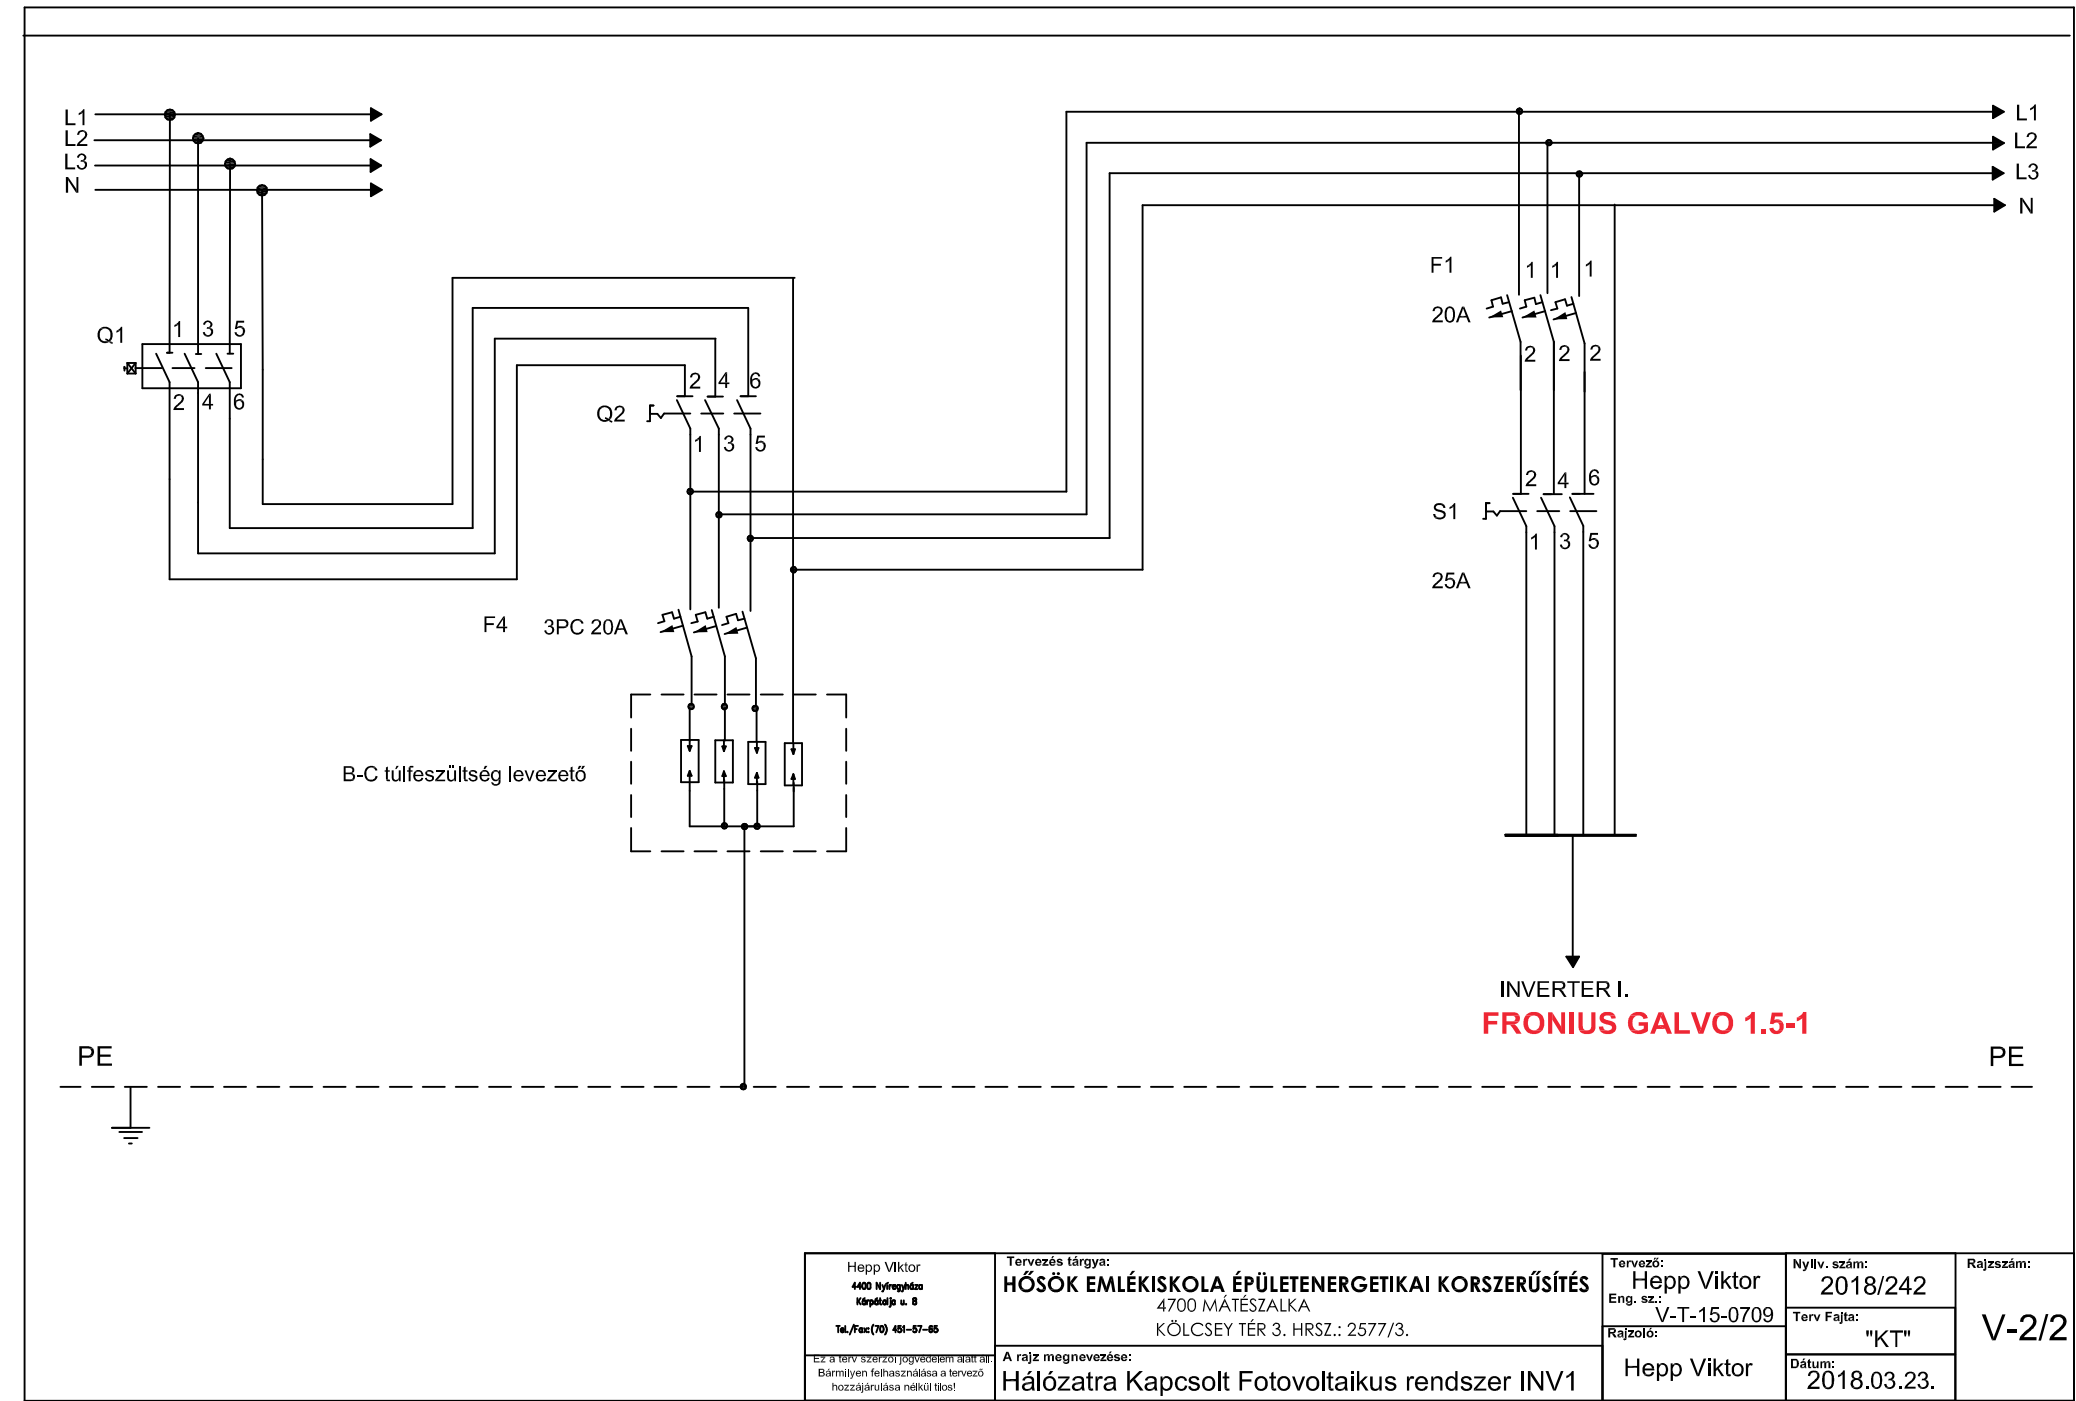 L1
L2
L3
N
L1
L2
L3
N
F1
1 1 1
20A
2 2 2
Q1
1 3 5
2 4 6
2 4 6
Q2
1 3 5
2 4 6
S1
1 3 5
25A
F4 3PC 20A
B-C túlfeszültség levezető
INVERTER I.
FRONIUS GALVO 1.5-1
PE
PE
Hepp Viktor
4400 Nyíregyháza
Kárpátalja u. 8
Tel./Fax:(70) 451-57-65
Ez a terv szerzői jogvédelem alatt áll.
Bármilyen felhasználása a tervező
hozzájárulása nélkül tilos!
Tervezés tárgya:
HŐSÖK EMLÉKISKOLA ÉPÜLETENERGETIKAI KORSZERŰSÍTÉS
4700 MÁTÉSZALKA
KÖLCSEY TÉR 3. HRSZ.: 2577/3.
A rajz megnevezése:
Hálózatra Kapcsolt Fotovoltaikus rendszer INV1
Tervező:
Hepp Viktor
Eng. sz.:
V-T-15-0709
Rajzoló:
Hepp Viktor
Nyilv. szám:
2018/242
Terv Fajta:
"KT"
Dátum:
2018.03.23.
Rajzszám:
V-2/2